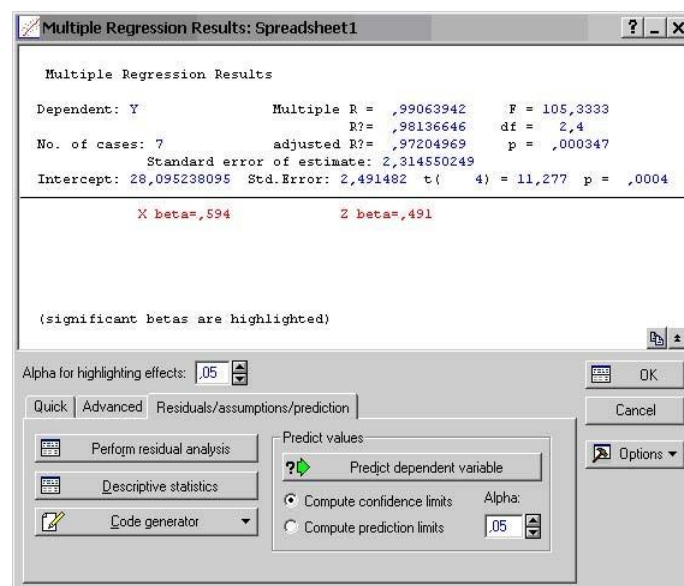 Multiple Regression Results: Spreadsheet1
Multiple Regression Results
Dependent: Y Multiple R = ,99063942 F = 105,3333
R?= ,98136646 df = 2,4
No. of cases: 7 adjusted R?= ,97204969 p = ,000347
Standard error of estimate: 2,314550249
Intercept: 28,095238095 Std.Error: 2,491482 t( 4) = 11,277 p = ,0004
X beta=,594 Z beta=,491
(significant betas are highlighted)
Alpha for highlighting effects: ,05
OK
Quick Advanced Residuals/assumptions/prediction
Cancel
Perform residual analysis
Predict values
Predict dependent variable
Options
Descriptive statistics
Compute confidence limits Alpha:
Code generator
Compute prediction limits ,05